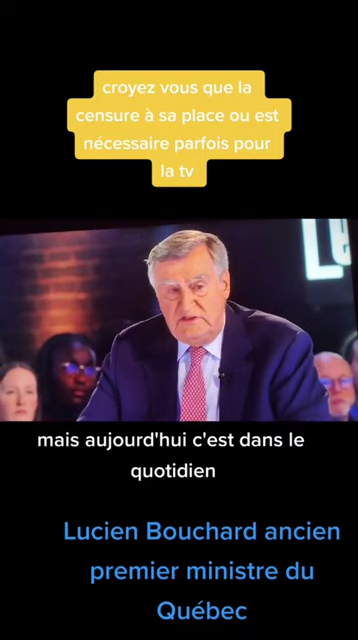 croyez vous que la
censure à sa place ou est
nécessaire parfois pour
la tv
Le
mais aujourd'hui c'est dans le
quotidien
Lucien Bouchard ancien
premier ministre du
Québec